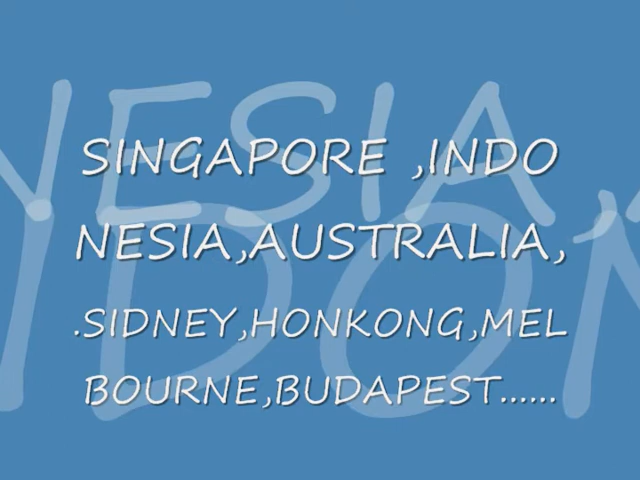 SINGAPORE ,INDO
NESIA,AUSTRALIA,
.SIDNEY,HONKONG,MEL
BOURNE,BUDAPEST......